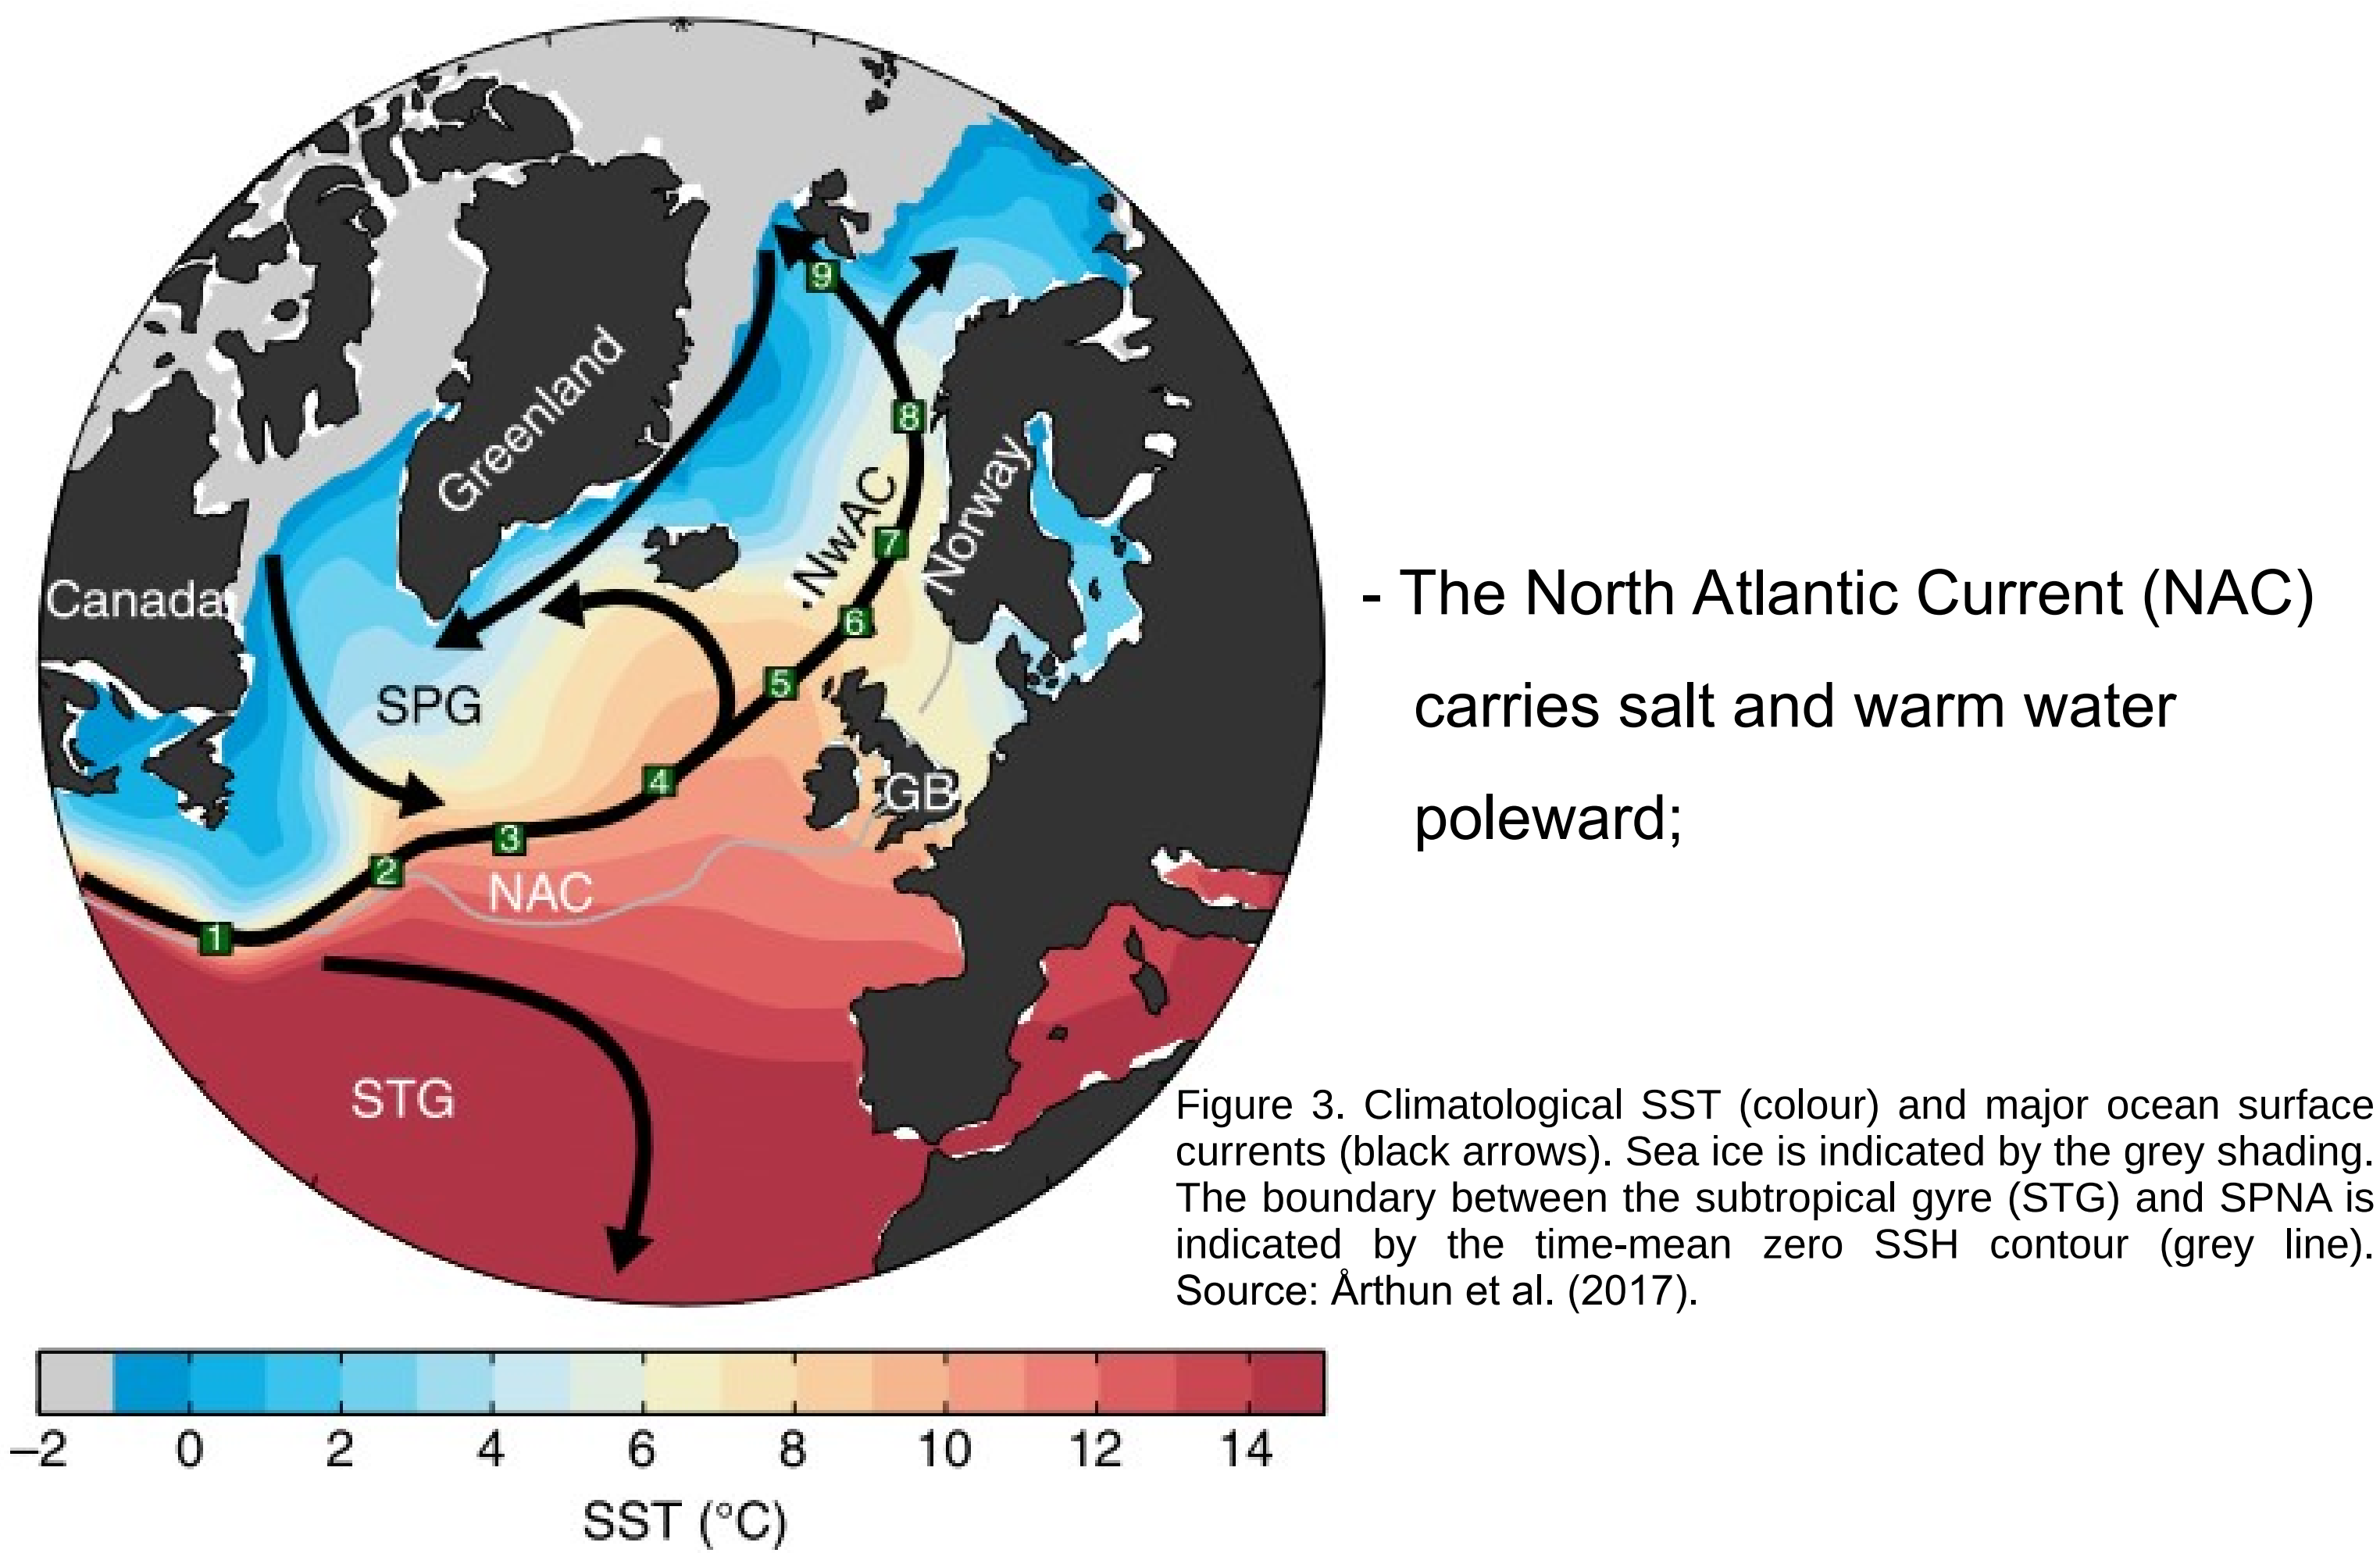 9
Greenland
8
Norway
.NwAC
7
Canada
6
SPG
5
4
GB
3
2
NAC
1
STG
- The North Atlantic Current (NAC)
carries salt and warm water
poleward;
Figure 3. Climatological SST (colour) and major ocean surface
currents (black arrows). Sea ice is indicated by the grey shading.
The boundary between the subtropical gyre (STG) and SPNA is
indicated by the time-mean zero SSH contour (grey line).
Source: Årthun et al. (2017).
–2 0 2 4 6 8 10 12 14
SST (°C)